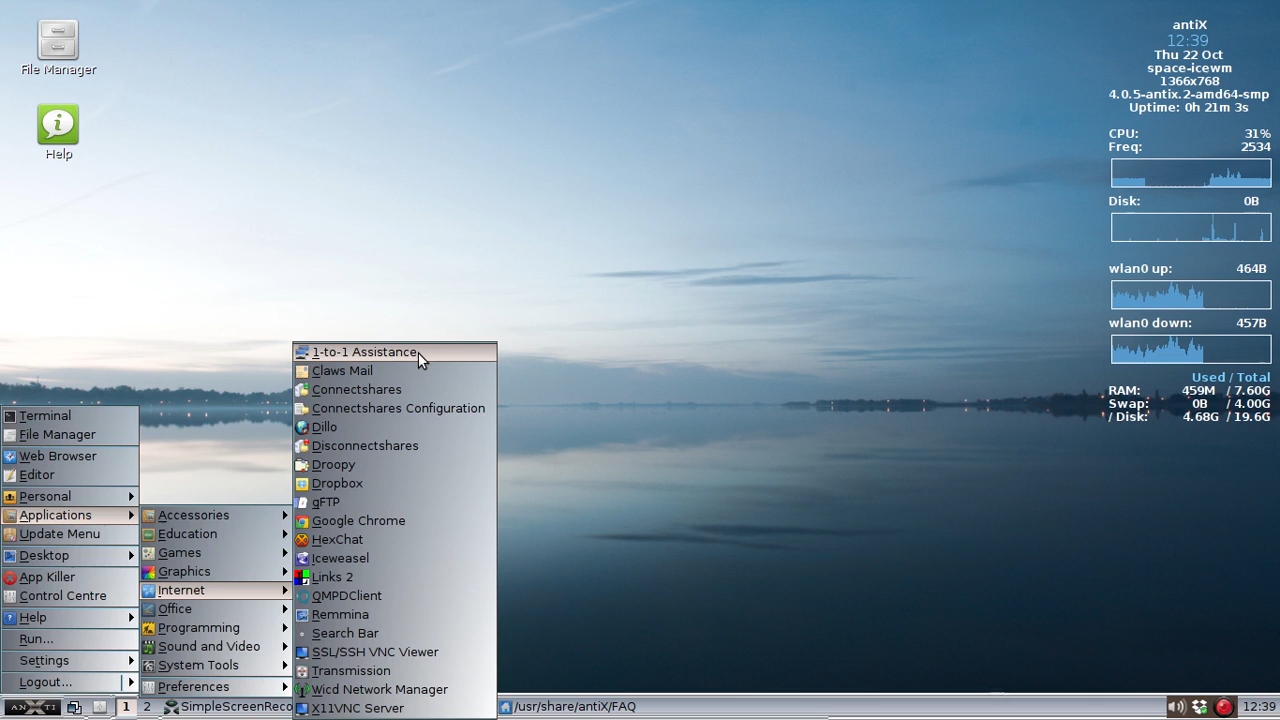 File Manager
Help
antiX
12:39
Thu 22 Oct
space-icewm
1366x768
4.0.5-antix.2-amd64-smp
Uptime: 0h 21m 3s
CPU: 31%
Freq: 2534
Disk: 0B
wlan0 up: 464B
wlan0 down: 457B
Used / Total
RAM: 459M / 7.60G
Swap: 0B / 4.00G
/ Disk: 4.68G / 19.6G
Terminal
File Manager
Web Browser
Editor
Personal
Applications
Update Menu
Desktop
App Killer
Control Centre
Help
Run...
Settings
Logout...
Accessories
Education
Games
Graphics
Internet
Office
Programming
Sound and Video
System Tools
Preferences
1-to-1 Assistance
Claws Mail
Connectshares
Connectshares Configuration
Dillo
Disconnectshares
Droopy
Dropbox
gFTP
Google Chrome
HexChat
Iceweasel
Links 2
QMPDClient
Remmina
Search Bar
SSL/SSH VNC Viewer
Transmission
Wicd Network Manager
X11VNC Server
ANXTI 1 2 SimpleScreenReco /usr/share/antiX/FAQ 12:39